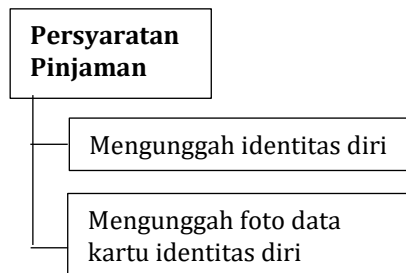 Persyaratan
Pinjaman
Mengunggah identitas diri
Mengunggah foto data
kartu identitas diri